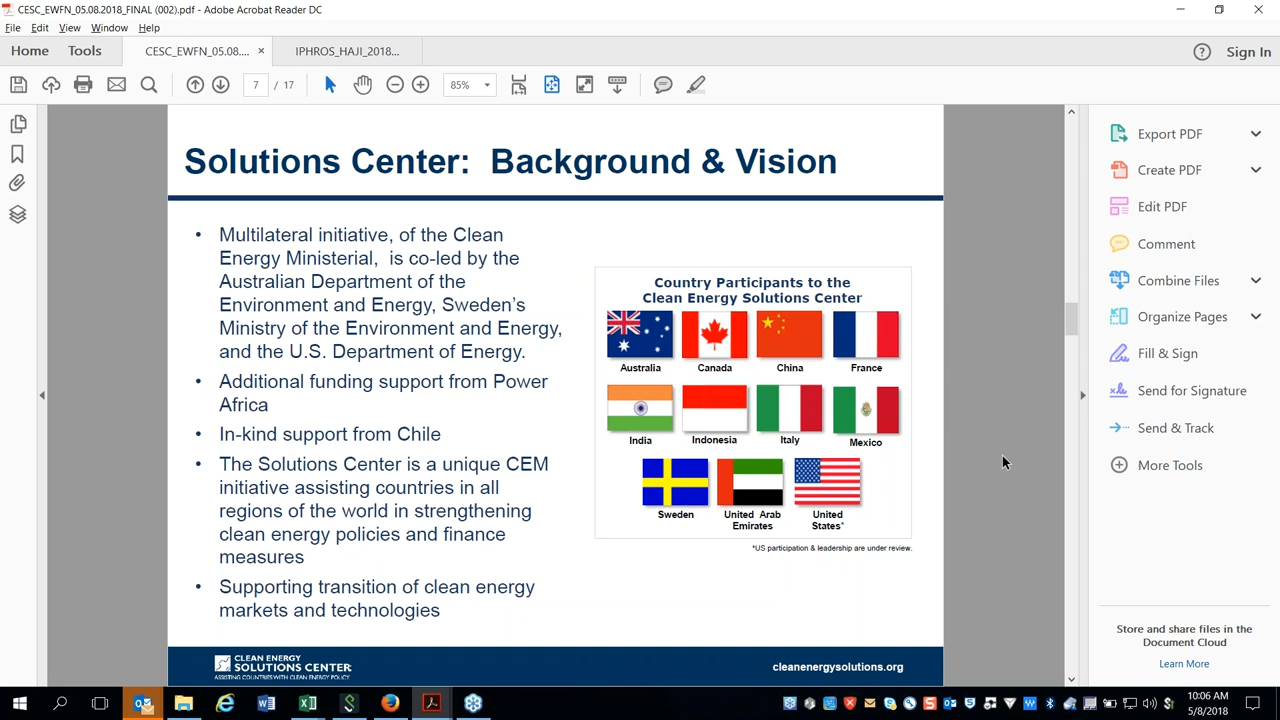 CESC_EWFN_05.08.2018_FINAL (002).pdf - Adobe Acrobat Reader DC
File Edit View Window Help
Home Tools CESC_EWFN_05.08.... × IPHROS_HAJI_2018... Sign In
7 / 17 85%
Solutions Center: Background & Vision
• Multilateral initiative, of the Clean
Energy Ministerial, is co-led by the
Australian Department of the
Environment and Energy, Sweden's
Ministry of the Environment and Energy,
and the U.S. Department of Energy.
• Additional funding support from Power
Africa
• In-kind support from Chile
• The Solutions Center is a unique CEM
initiative assisting countries in all
regions of the world in strengthening
clean energy policies and finance
measures
• Supporting transition of clean energy
markets and technologies
Country Participants to the
Clean Energy Solutions Center
Australia Canada China France
India Indonesia Italy Mexico
Sweden United Arab United
Emirates States*
*US participation & leadership are under review.
CLEAN ENERGY
SOLUTIONS CENTER
ASSISTING COUNTRIES WITH CLEAN ENERGY POLICY
cleanenergysolutions.org
Export PDF
Create PDF
Edit PDF
Comment
Combine Files
Organize Pages
Fill & Sign
Send for Signature
Send & Track
More Tools
Store and share files in the
Document Cloud
Learn More
10:06 AM
5/8/2018